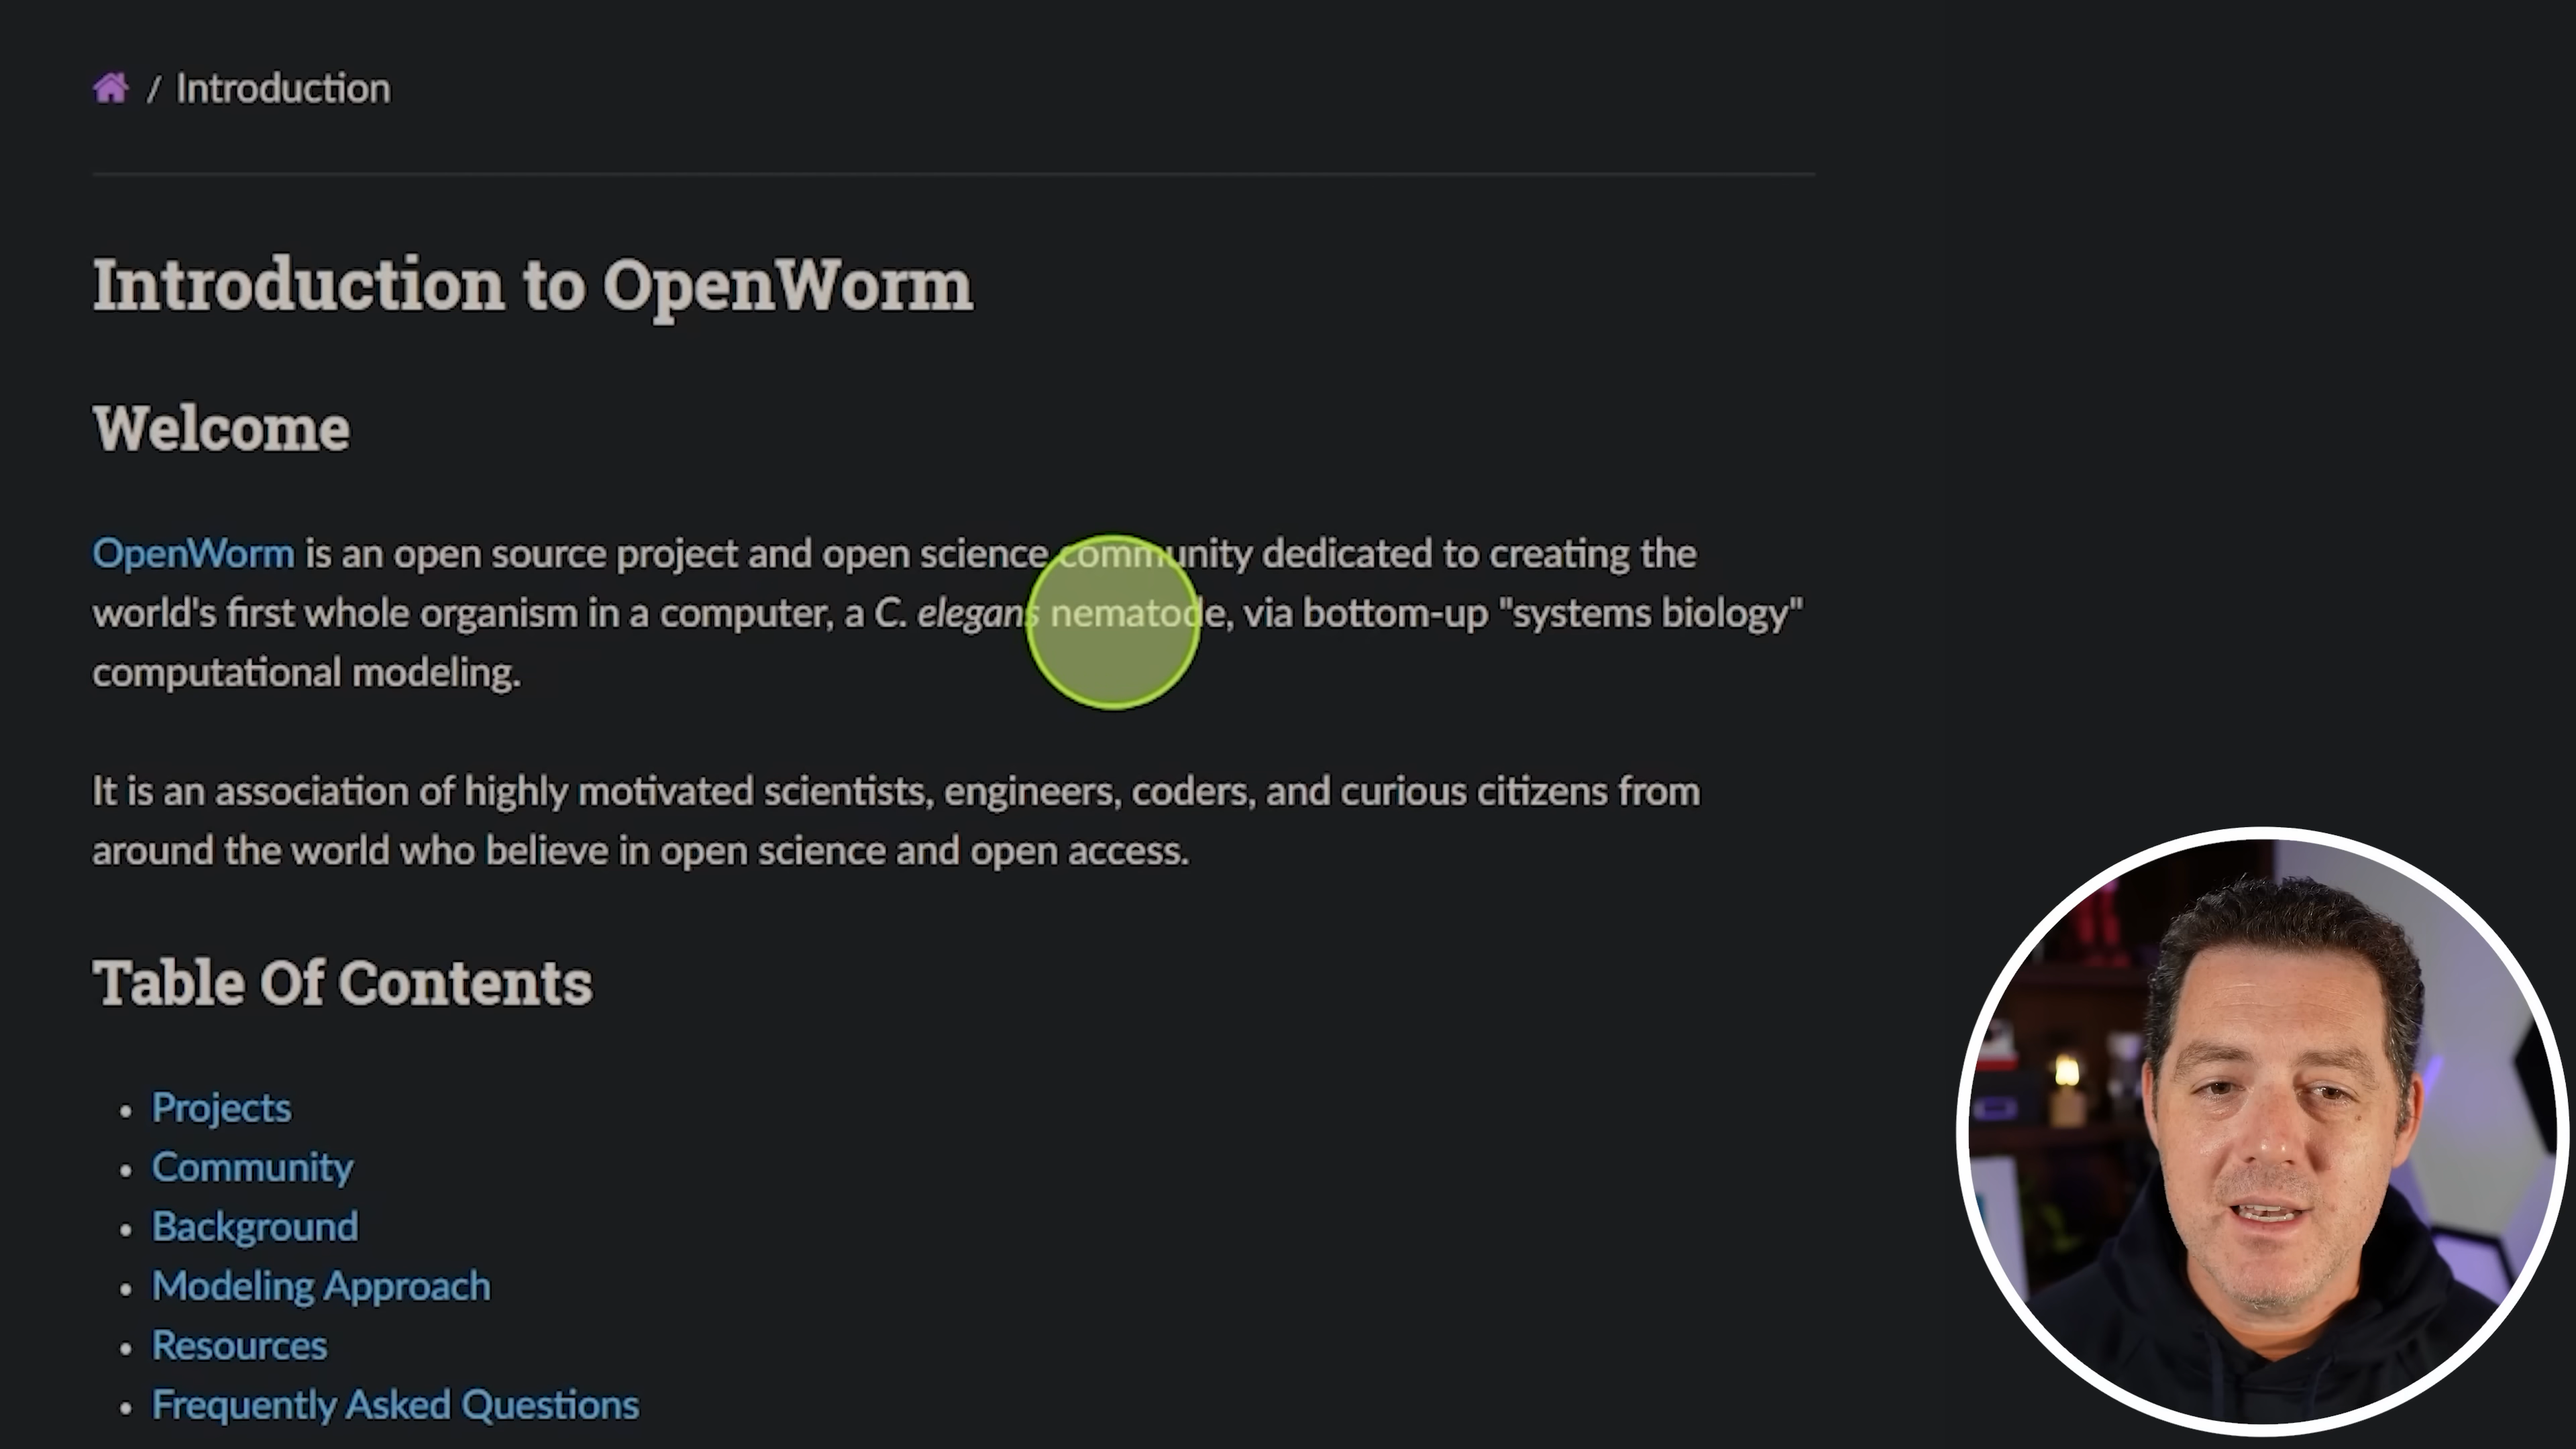 / Introduction
Introduction to OpenWorm
Welcome
OpenWorm is an open source project and open science community dedicated to creating the
world's first whole organism in a computer, a C. elegans nematode, via bottom-up "systems biology"
computational modeling.
It is an association of highly motivated scientists, engineers, coders, and curious citizens from
around the world who believe in open science and open access.
Table Of Contents
• Projects
• Community
• Background
• Modeling Approach
• Resources
• Frequently Asked Questions